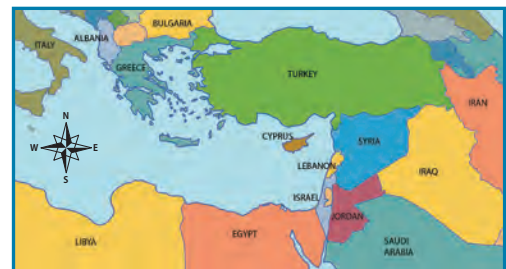 BULGARIA
ITALY
ALBANIA
GREECE
TURKEY
IRAN
N
W
E
S
CYPRUS
SYRIA
LEBANON
IRAQ
ISRAEL
JORDAN
LIBYA
EGYPT
SAUDI
ARABIA